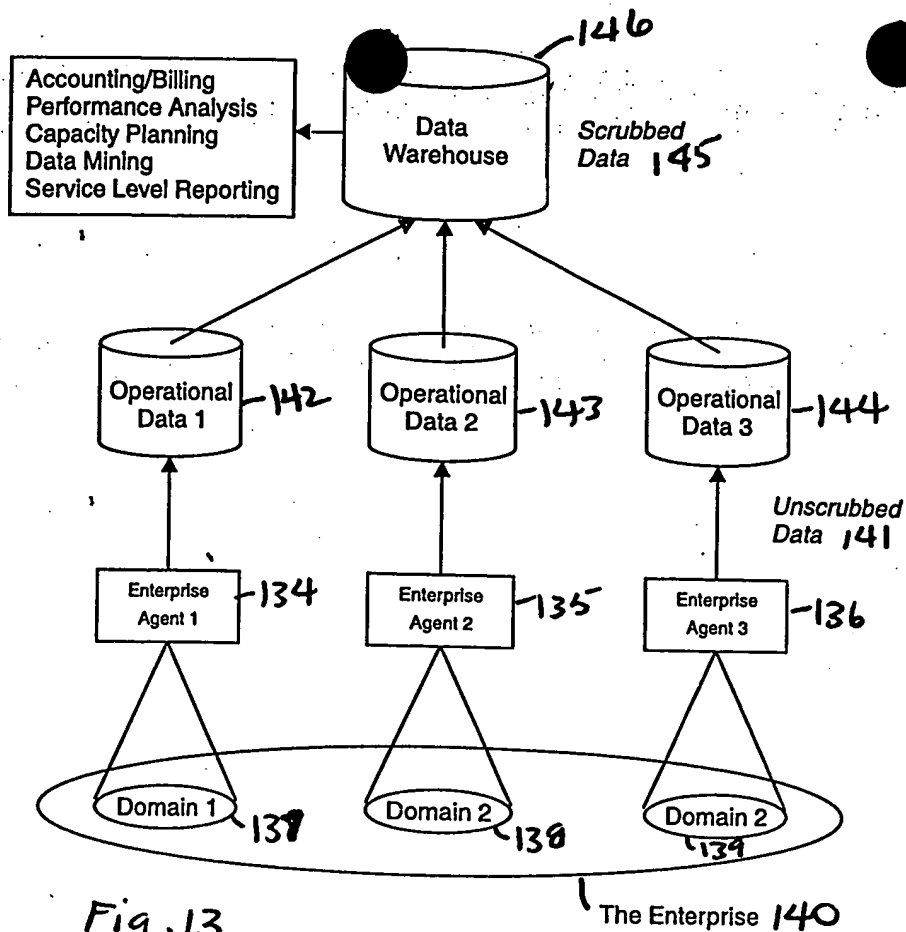 146
Accounting/Billing
Performance Analysis
Capacity Planning
Data Mining
Service Level Reporting
Data
Warehouse
Scrubbed
Data 145
Operational
Data 1
142
Operational
Data 2
143
Operational
Data 3
144
Unscrubbed
Data 141
Enterprise
Agent 1
134
Enterprise
Agent 2
135
Enterprise
Agent 3
136
Domain 1
Domain 2
138
Domain 2
139
Fig. 13
The Enterprise 140